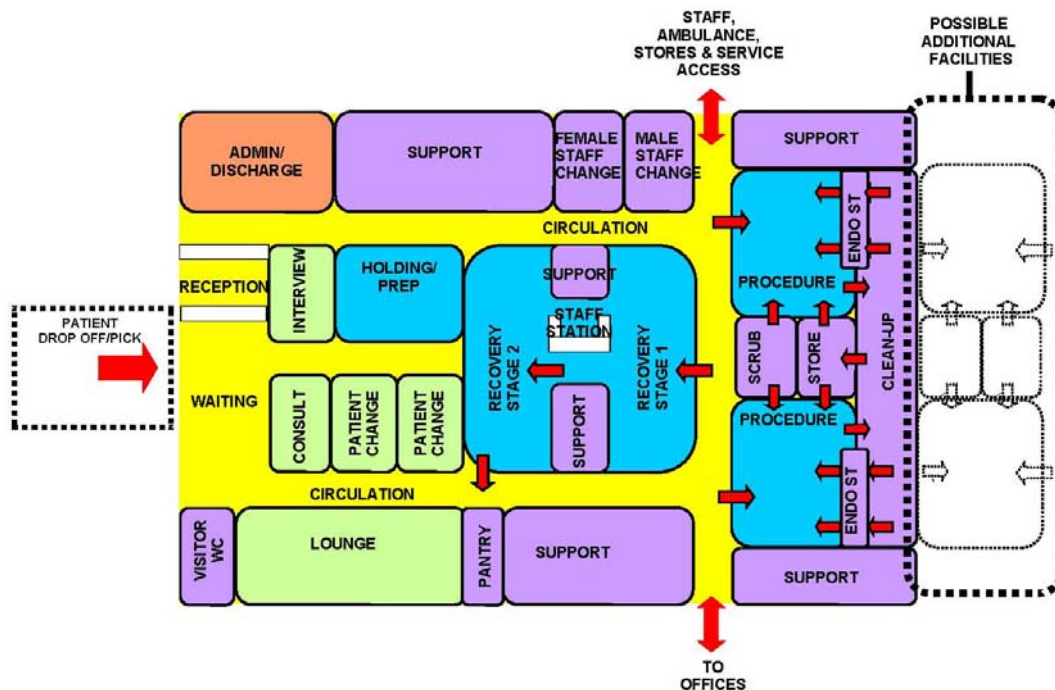 STAFF,
AMBULANCE,
STORES & SERVICE
ACCESS
POSSIBLE
ADDITIONAL
FACILITIES
ADMIN/
DISCHARGE
SUPPORT
FEMALE
STAFF
CHANGE
MALE
STAFF
CHANGE
SUPPORT
CIRCULATION
ENDO ST
RECEPTION
INTERVIEW
HOLDING/
PREP
SUPPORT
PROCEDURE
STAFF
STATION
PATIENT
DROP OFF/PICK
RECOVERY
STAGE 2
RECOVERY
STAGE 1
SCRUB
STORE
CLEAN-UP
WAITING
CONSULT
PATIENT
CHANGE
PATIENT
CHANGE
SUPPORT
PROCEDURE
CIRCULATION
ENDO ST
VISITOR
WC
LOUNGE
PANTRY
SUPPORT
SUPPORT
TO
OFFICES